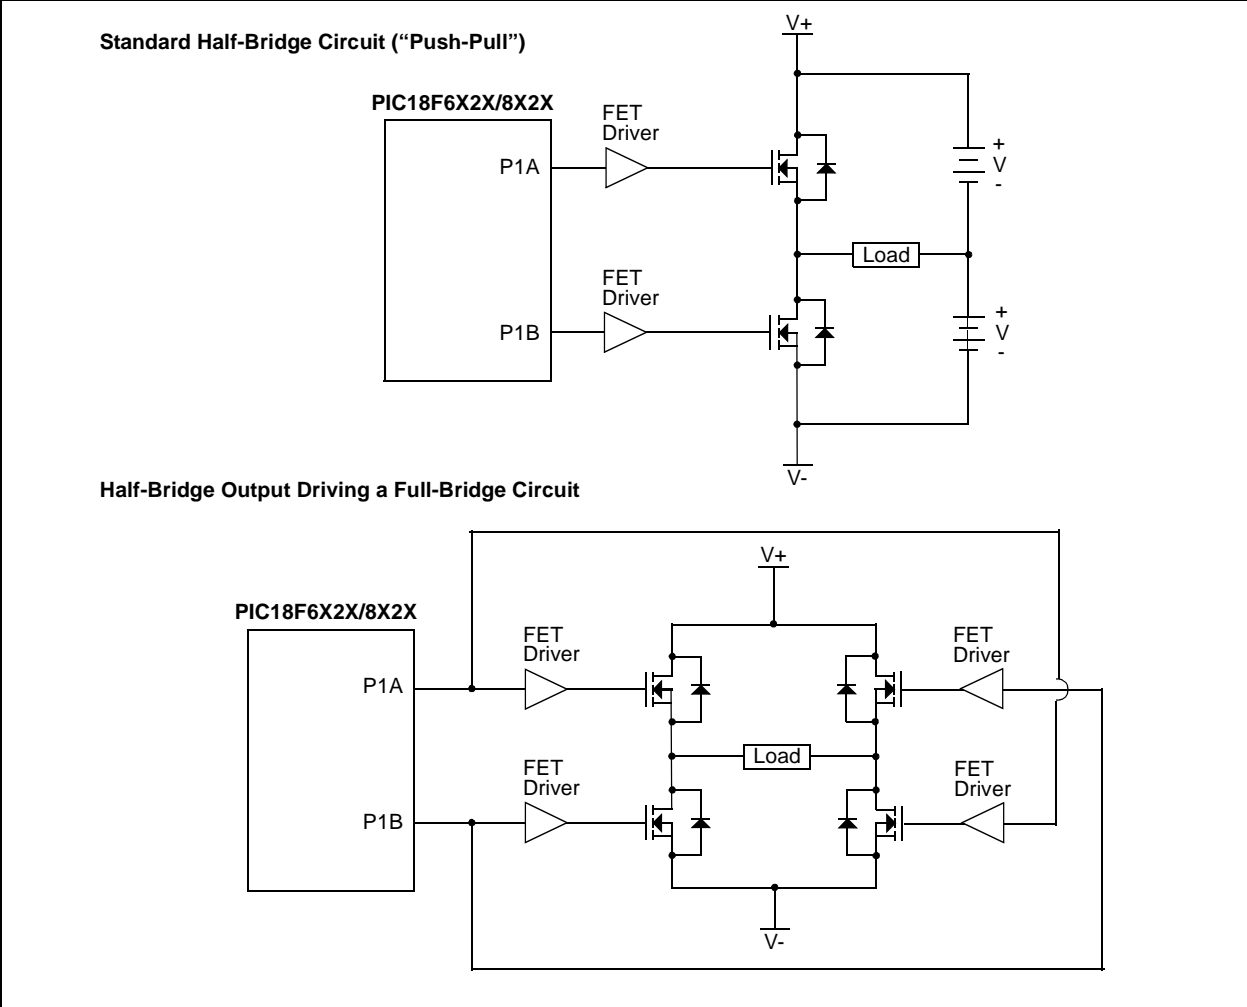 Standard Half-Bridge Circuit (“Push-Pull”)
V+
PIC18F6X2X/8X2X
FET
Driver
P1A
+
V
-
Load
FET
Driver
P1B
+
V
-
V-
Half-Bridge Output Driving a Full-Bridge Circuit
V+
PIC18F6X2X/8X2X
FET
Driver
FET
Driver
P1A
Load
FET
Driver
FET
Driver
P1B
V-